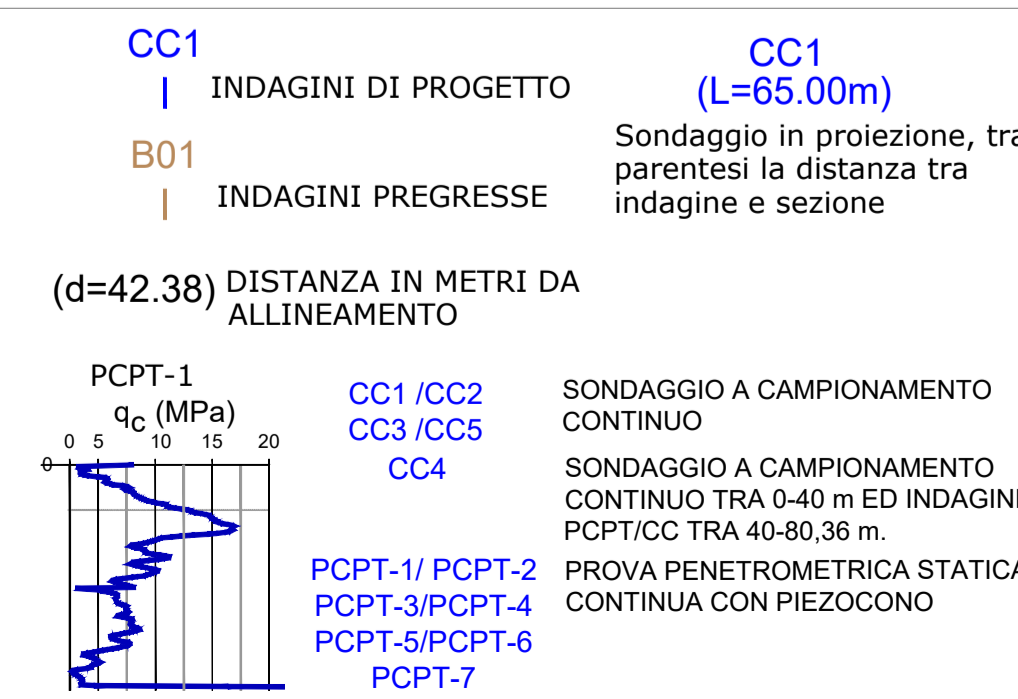 CC1
INDAGINI DI PROGETTO
B01
INDAGINI PREGRESSE
CC1
(L=65.00m)
Sondaggio in proiezione, tra
parentesi la distanza tra
indagine e sezione
(d=42.38) DISTANZA IN METRI DA
ALLINEAMENTO
PCPT-1
qc (MPa)
0 5 10 15 20
0
CC1 /CC2
CC3 /CC5
SONDAGGIO A CAMPIONAMENTO
CONTINUO
CC4
SONDAGGIO A CAMPIONAMENTO
CONTINUO TRA 0-40 m ED INDAGINI
PCPT/CC TRA 40-80,36 m.
PCPT-1/ PCPT-2
PCPT-3/PCPT-4
PCPT-5/PCPT-6
PCPT-7
PROVA PENETROMETRICA STATICA
CONTINUA CON PIEZOCONO